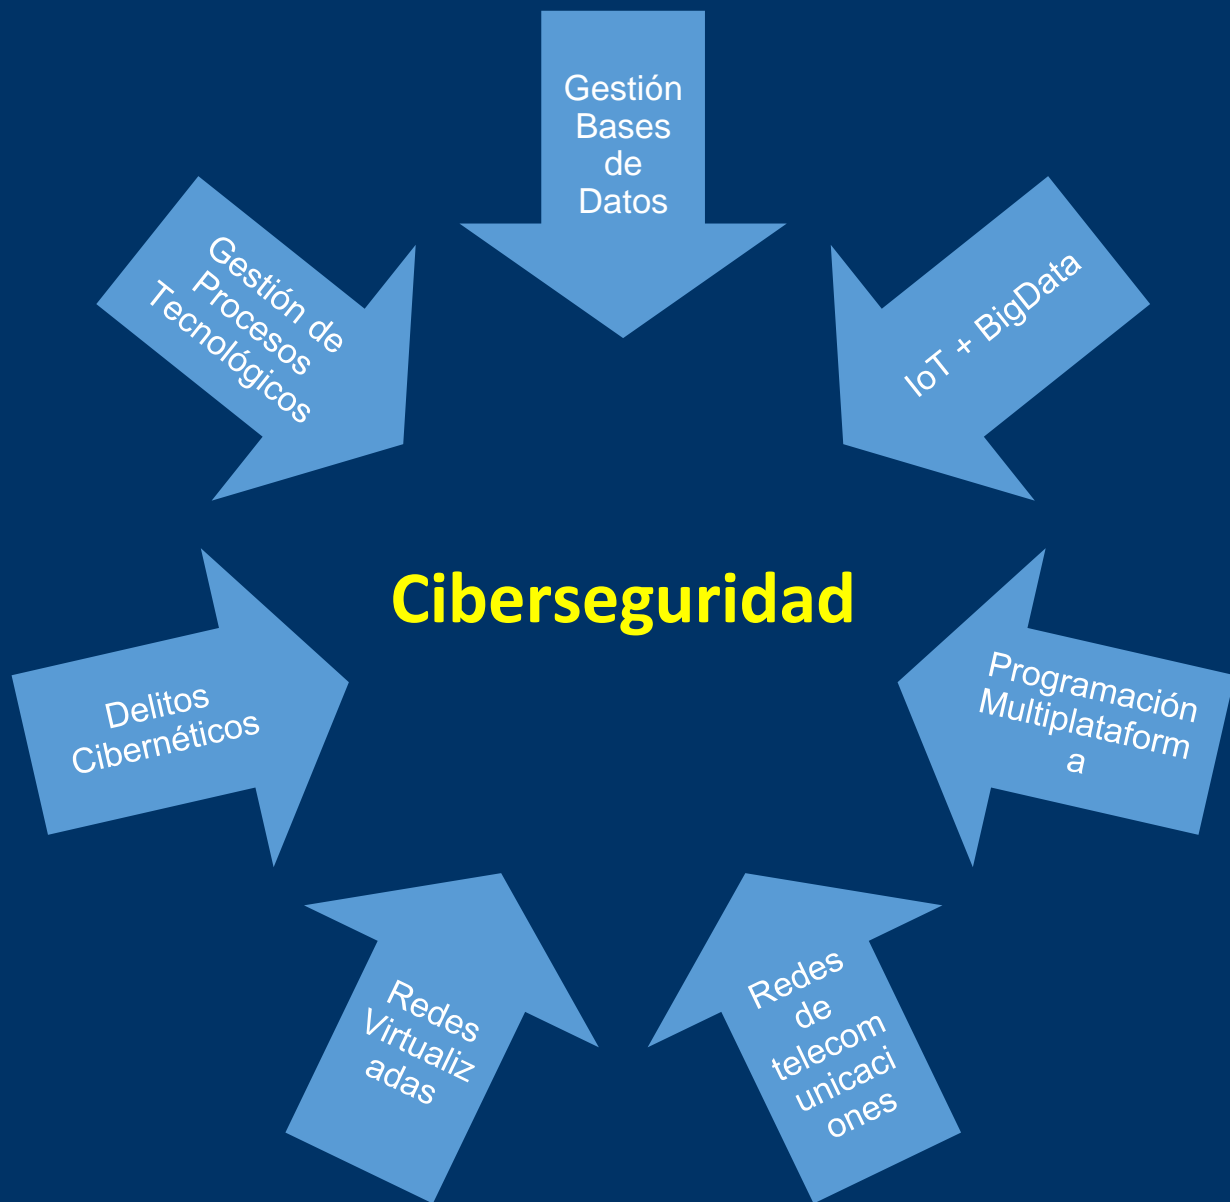 Gestión
Bases
de
Datos
IoT + BigData
Programación
Multiplataform
a
Redes
de
telecom
unicaci
ones
Redes
Virtualiz
adas
Delitos
Cibernéticos
Gestión de
Procesos
Tecnológicos
Ciberseguridad